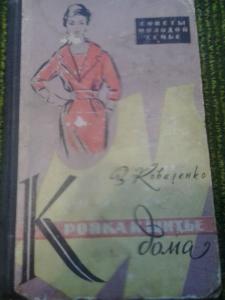 СОВЕТЫ
МОЛОДОЙ
СЕМЬЕ
З. Коваленко
КРОЙКА И ШИТЬЕ
дома